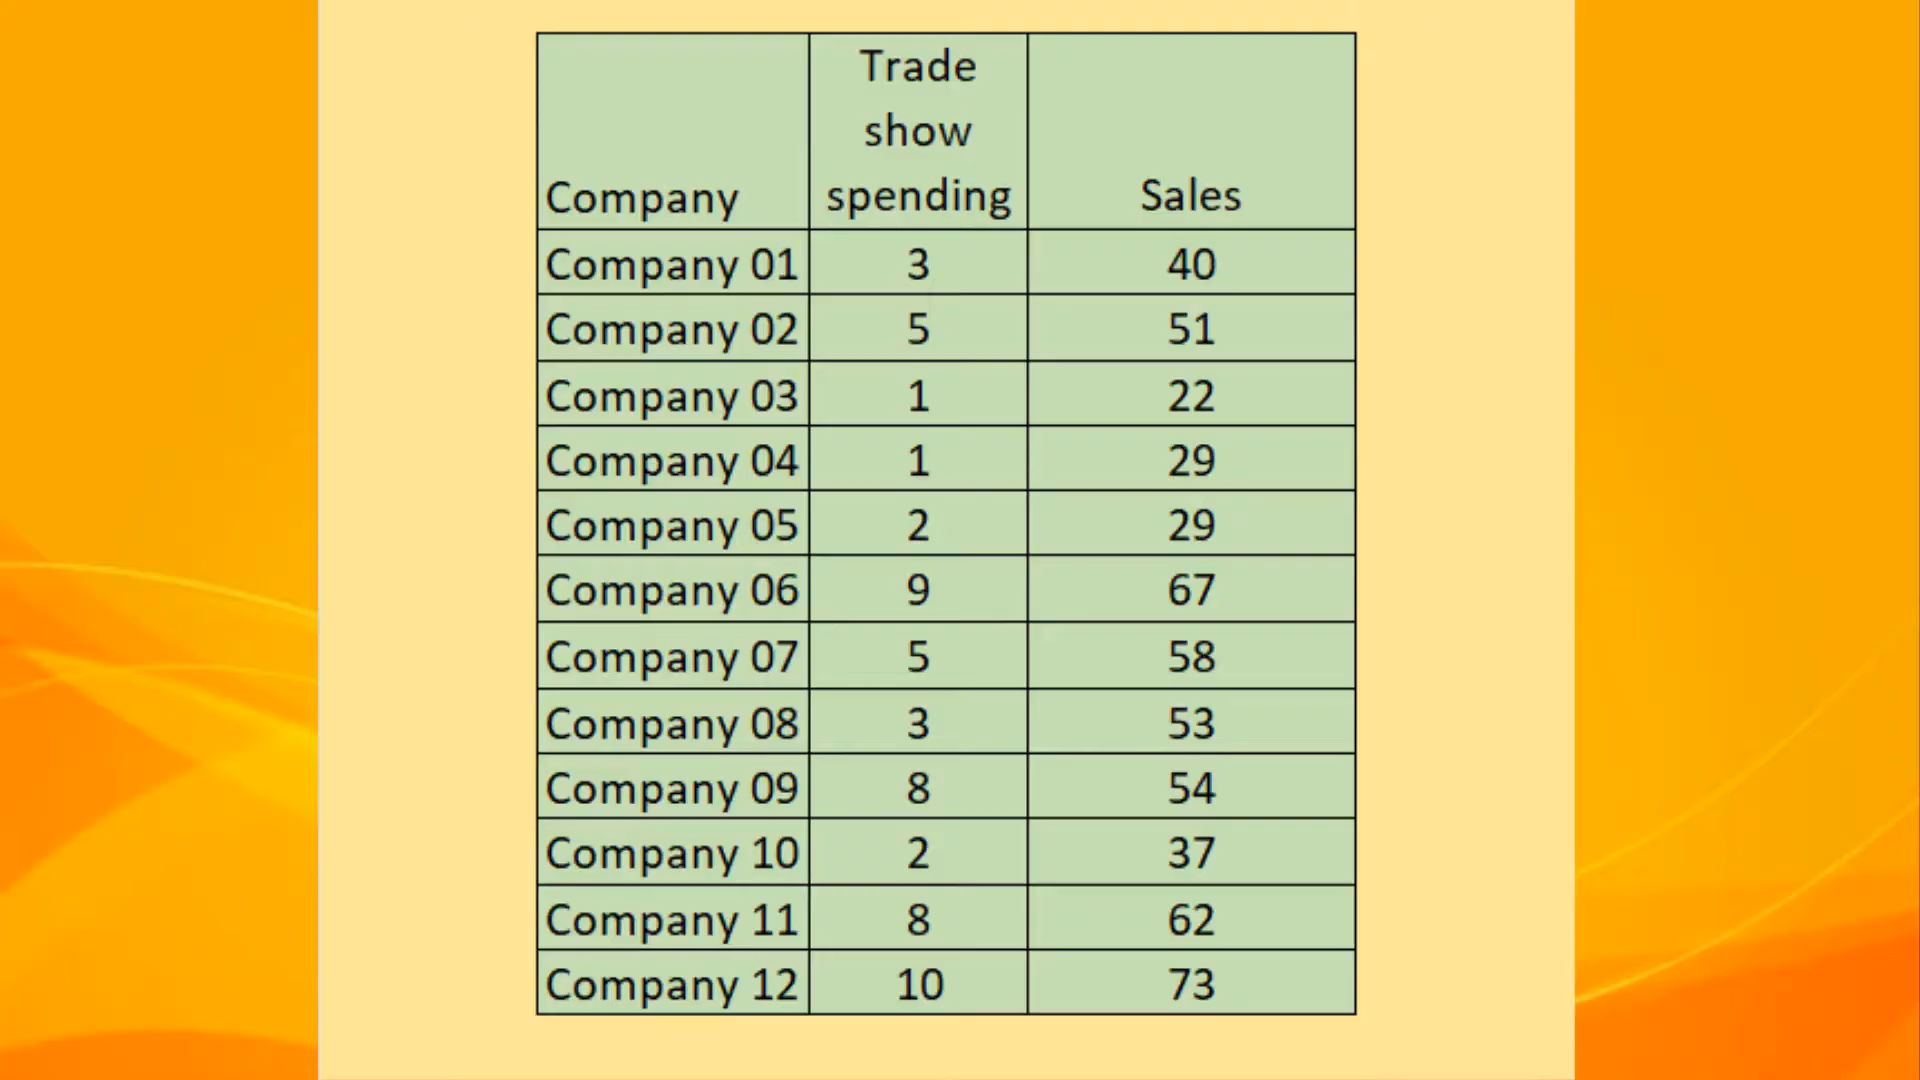 Company Trade show spending Sales
Company 01 3 40
Company 02 5 51
Company 03 1 22
Company 04 1 29
Company 05 2 29
Company 06 9 67
Company 07 5 58
Company 08 3 53
Company 09 8 54
Company 10 2 37
Company 11 8 62
Company 12 10 73